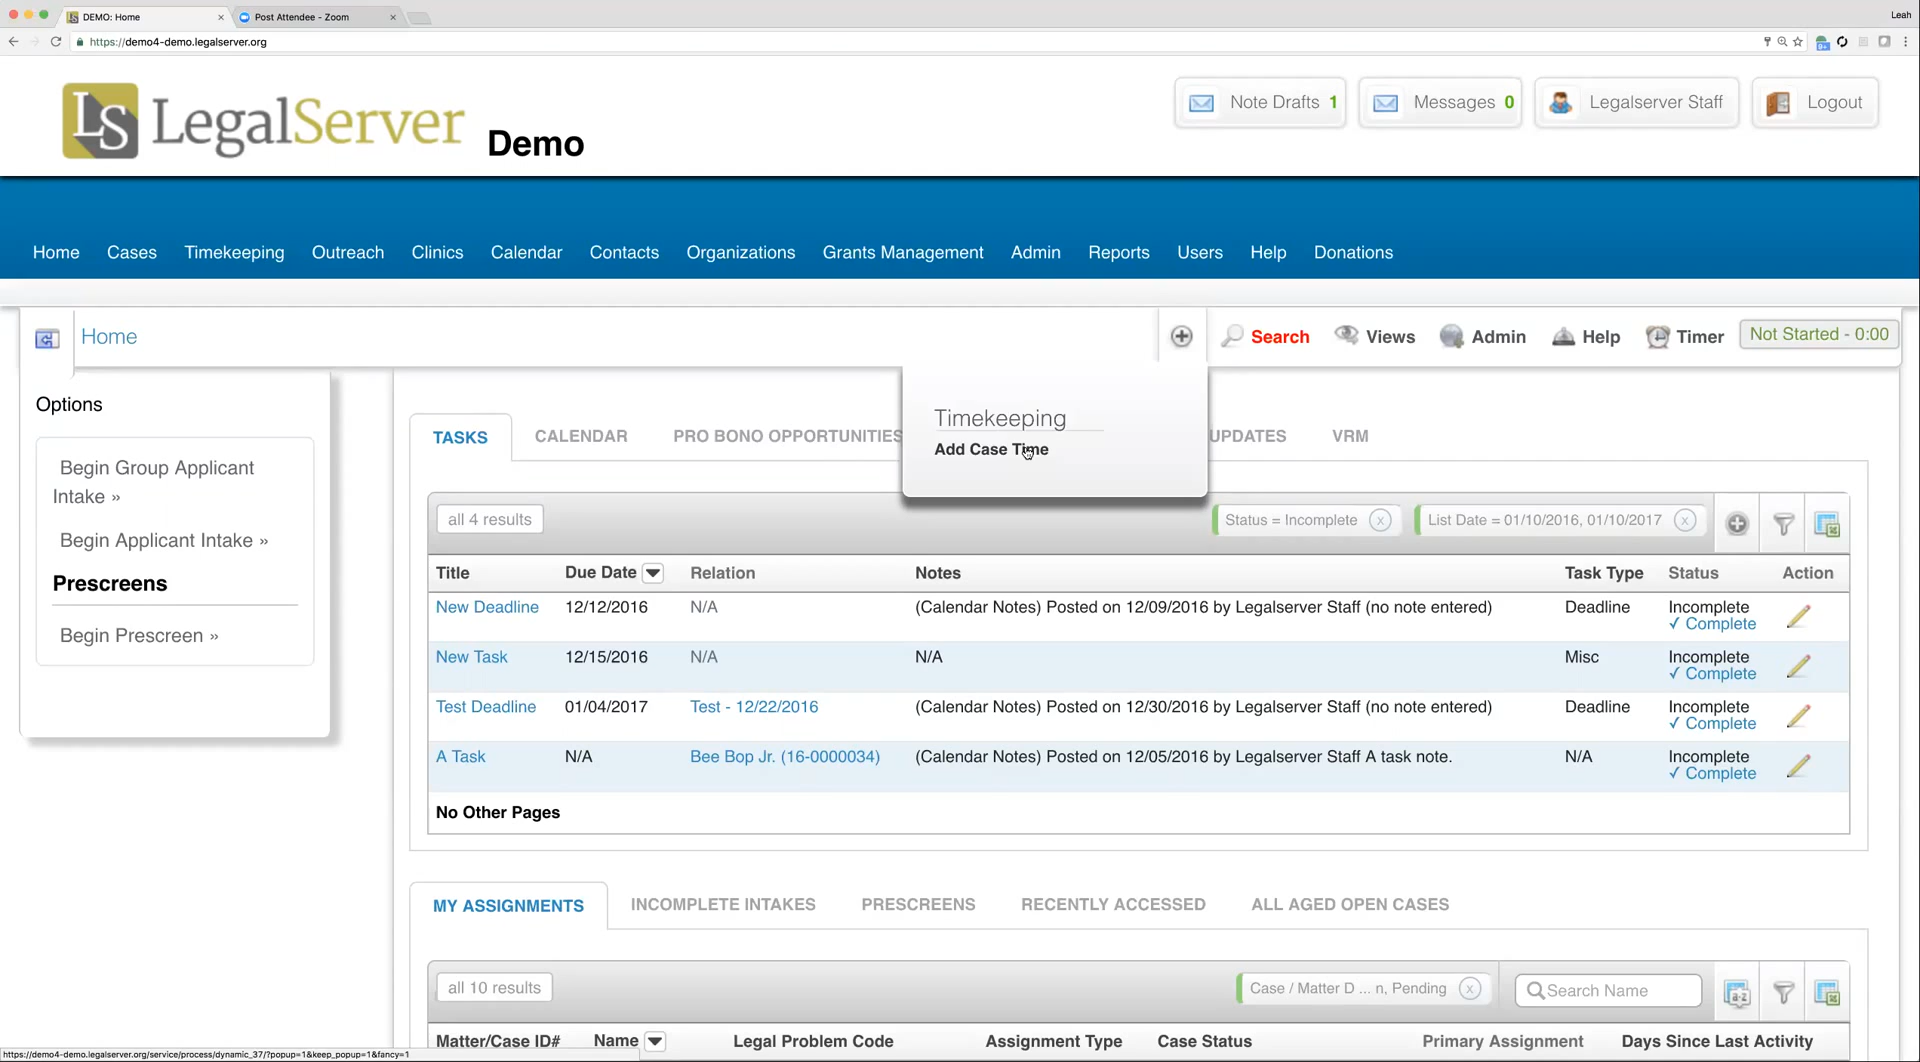 DEMO: Home
Post Attendee - Zoom
Leah
https://demo4-demo.legalserver.org
LS LegalServer Demo
Note Drafts 1
Messages 0
Legalserver Staff
Logout
Home Cases Timekeeping Outreach Clinics Calendar Contacts Organizations Grants Management Admin Reports Users Help Donations
Home
Search Views Admin Help Timer Not Started - 0:00
Options
Begin Group Applicant
Intake »
Begin Applicant Intake »
Prescreens
Begin Prescreen »
Timekeeping
Add Case Time
TASKS CALENDAR PRO BONO OPPORTUNITIES UPDATES VRM
all 4 results Status = Incomplete List Date = 01/10/2016, 01/10/2017
Title Due Date Relation Notes Task Type Status Action
New Deadline 12/12/2016 N/A (Calendar Notes) Posted on 12/09/2016 by Legalserver Staff (no note entered) Deadline Incomplete
✓ Complete
New Task 12/15/2016 N/A N/A Misc Incomplete
✓ Complete
Test Deadline 01/04/2017 Test - 12/22/2016 (Calendar Notes) Posted on 12/30/2016 by Legalserver Staff (no note entered) Deadline Incomplete
✓ Complete
A Task N/A Bee Bop Jr. (16-0000034) (Calendar Notes) Posted on 12/05/2016 by Legalserver Staff A task note. N/A Incomplete
✓ Complete
No Other Pages
MY ASSIGNMENTS INCOMPLETE INTAKES PRESCREENS RECENTLY ACCESSED ALL AGED OPEN CASES
all 10 results Case / Matter D ... n, Pending Search Name
Matter/Case ID# Name Legal Problem Code Assignment Type Case Status Primary Assignment Days Since Last Activity
https://demo4-demo.legalserver.org/service/process/dynamic_37/?popup=1&keep_popup=1&fancy=1